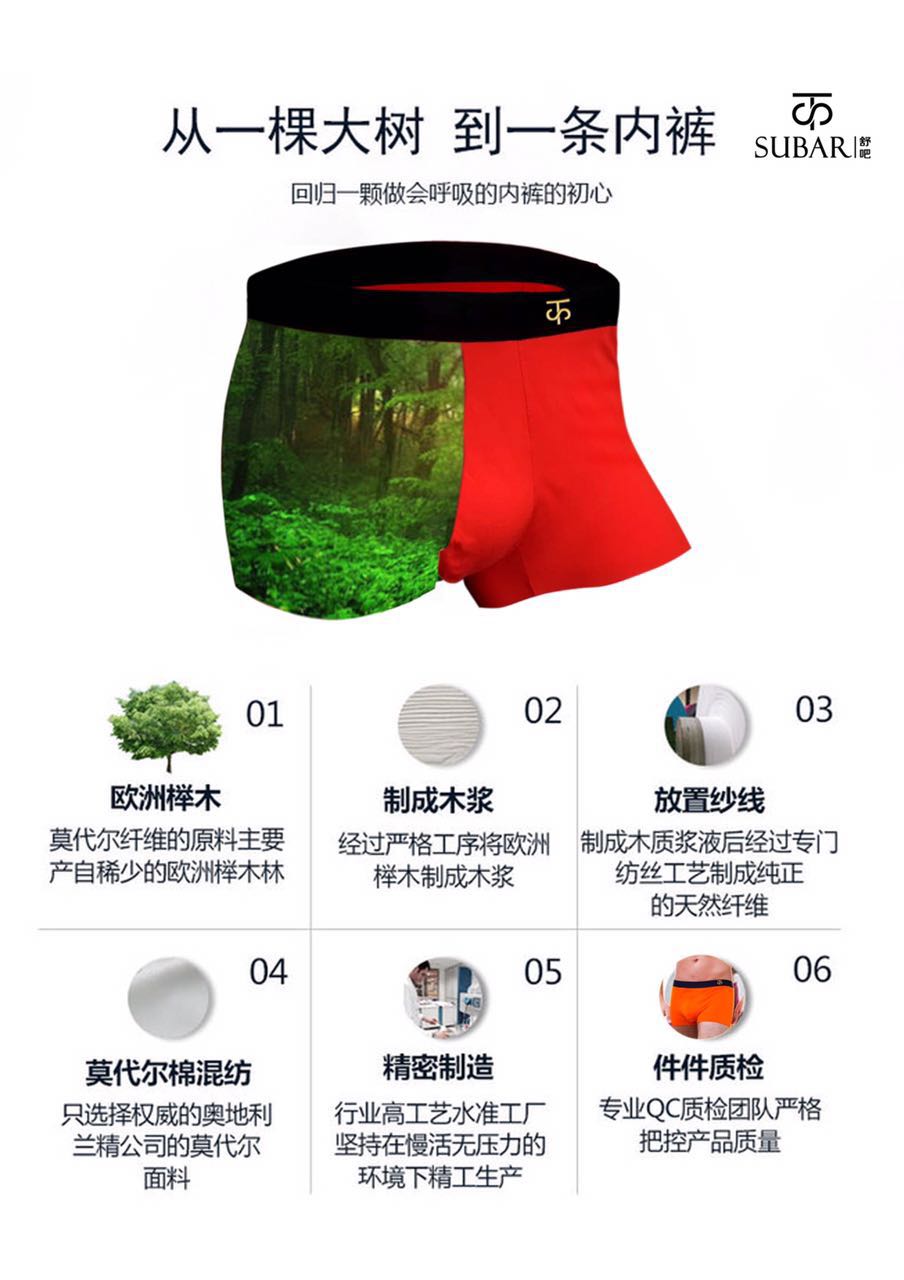 从一棵大树 到一条内裤
SUBAR 舒吧
回归一颗做会呼吸的内裤的初心
01
欧洲榉木
莫代尔纤维的原料主要
产自稀少的欧洲榉木林
02
制成木浆
经过严格工序将欧洲
榉木制成木浆
03
放置纱线
制成木质浆液后经过专门
纺丝工艺制成纯正
的天然纤维
04
莫代尔棉混纺
只选择权威的奥地利
兰精公司的莫代尔
面料
05
精密制造
行业高工艺水准工厂
坚持在慢活无压力的
环境下精工生产
06
件件质检
专业QC质检团队严格
把控产品质量